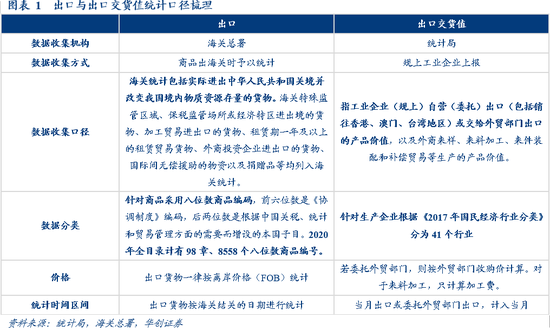 图表 1 出口与出口交货值统计口径梳理
出口
出口交货值
数据收集机构
海关总署
统计局
数据收集方式
商品出海关时予以统计
规上工业企业上报
数据收集口径
海关统计包括实际进出中华人民共和国关境并
改变我国境内物质资源存量的货物。海关特殊监
管区域、保税监管场所或经济特区进出境的货
物、加工贸易进出口的货物、租赁期一年及以上
的租赁贸易货物、外商投资企业进出口的货物、
国际间无偿援助的物资以及捐赠品等均列入海
关统计。
指工业企业(规上)自营(委托)出口(包括销
往香港、澳门、台湾地区)或交给外贸部门出口
的产品价值,以及外商来样、来料加工、来件装
配和补偿贸易等生产的产品价值。
数据分类
针对商品采用八位数商品编码,前六位数是《协
调制度》编码,后两位数是根据中国关税、统计
和贸易管理方面的需要而增设的本国子目。2020
年全目录计有 98 章、8558 个八位数商品编号。
针对生产企业根据《2017 年国民经济行业分类》
分为 41 个行业
价格
出口货物一律按离岸价格(FOB)统计
若委托外贸部门,则按外贸部门收购价计算。对
于来料加工,只计算加工费。
统计时间区间
出口货物按海关结关的日期进行统计
当月出口或委托外贸部门出口,计入当月
资料来源:统计局,海关总署,华创证券